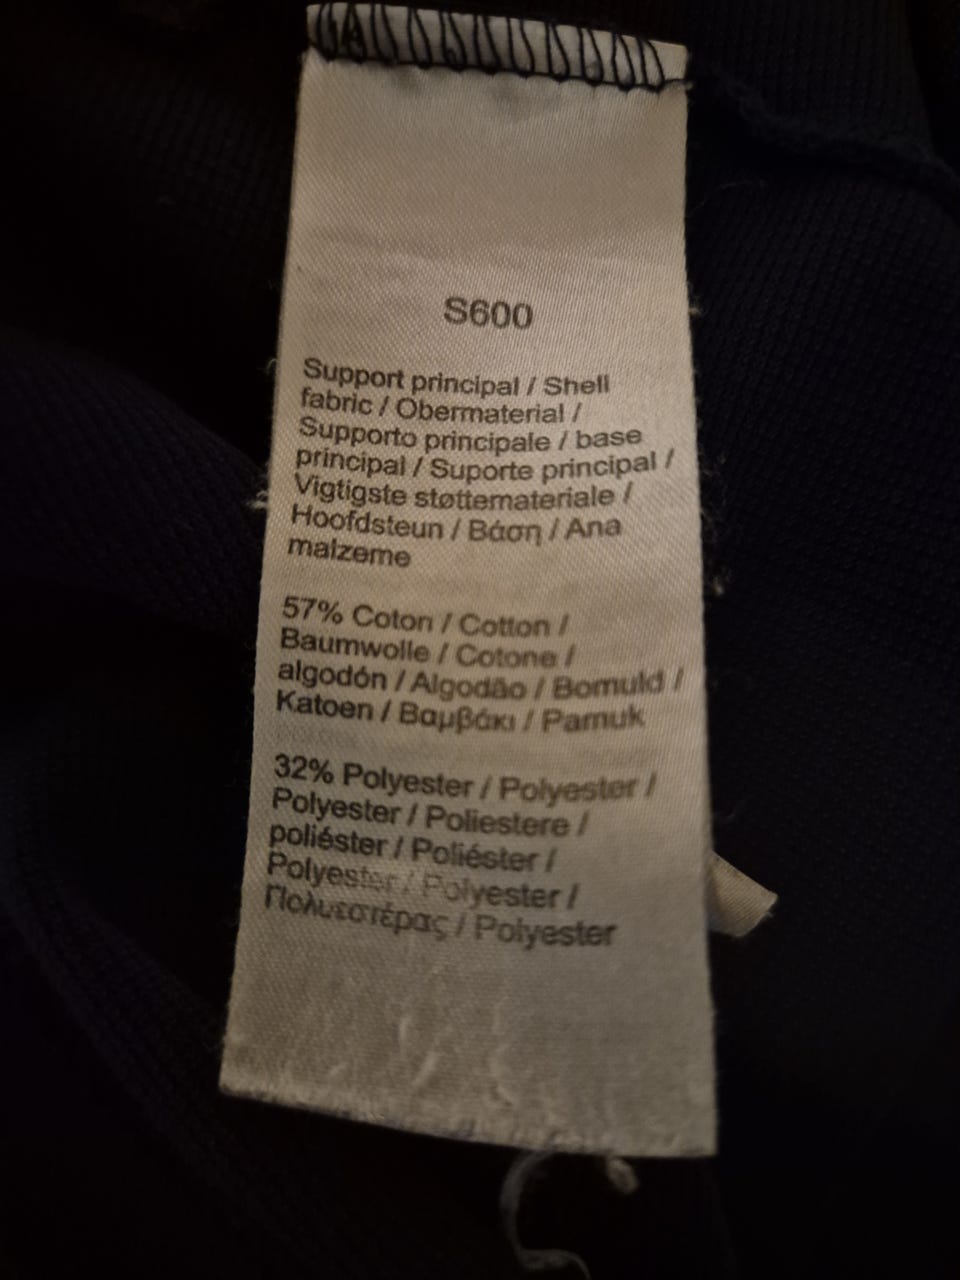 S600
Support principal / Shell
fabric / Obermaterial /
Supporto principale / base
principal / Suporte principal /
Vigtigste støttemateriale /
Hoofdsteun / Βάση / Ana
malzeme
57% Coton / Cotton /
Baumwolle / Cotone /
algodón / Algodão / Bomuld /
Katoen / Βαμβάκι / Pamuk
32% Polyester / Polyester /
Polyester / Poliestere /
poliéster / Poliéster /
Polyester / Polyester /
Πολυεστέρας / Polyester